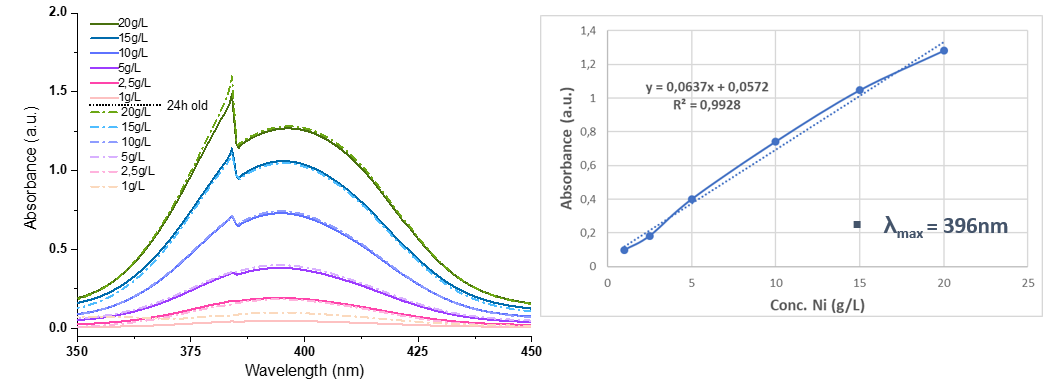 2.0
1.5
1.0
0.5
0.0
350
375
400
425
450
Absorbance (a.u.)
Wavelength (nm)
20g/L
15g/L
10g/L
5g/L
2,5g/L
1g/L
24h old
20g/L
15g/L
10g/L
5g/L
2,5g/L
1g/L
1,4
1,2
1
0,8
0,6
0,4
0,2
0
0
5
10
15
20
25
Absorbance (a.u.)
Conc. Ni (g/L)
y = 0,0637x + 0,0572
R² = 0,9928
▪ λmax = 396nm